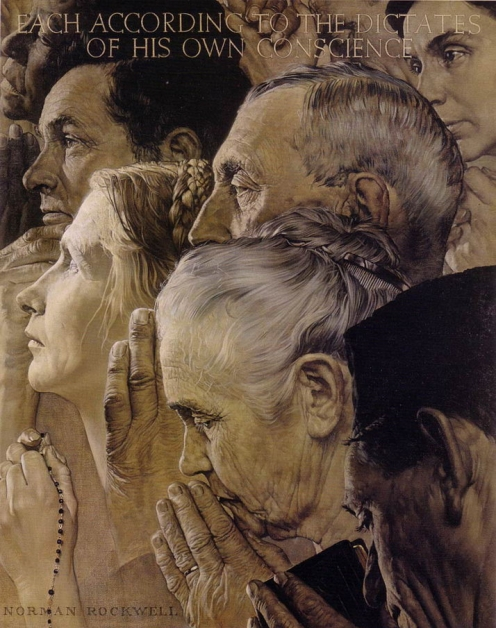 EACH ACCORDING TO THE DICTATES
OF HIS OWN CONSCIENCE
NORMAN ROCKWELL